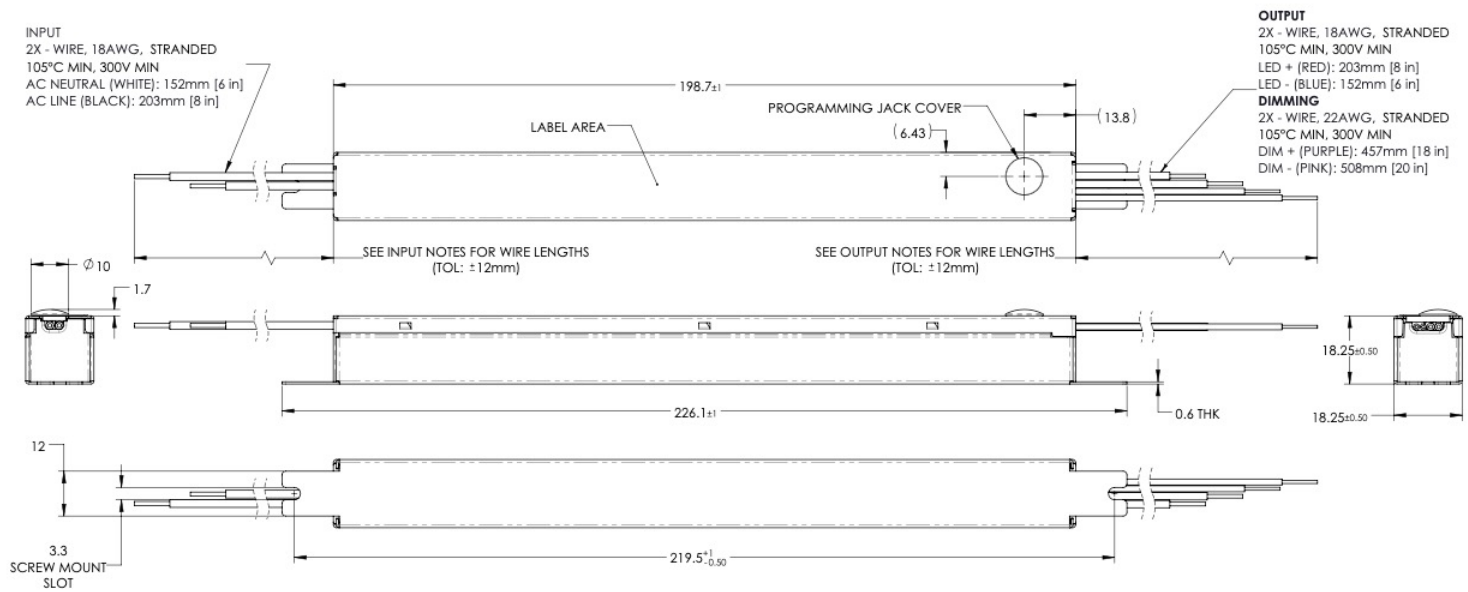 INPUT
2X - WIRE, 18AWG, STRANDED
105°C MIN, 300V MIN
AC NEUTRAL (WHITE): 152mm [6 in]
AC LINE (BLACK): 203mm [8 in]
OUTPUT
2X - WIRE, 18AWG, STRANDED
105°C MIN, 300V MIN
LED + (RED): 203mm [8 in]
LED - (BLUE): 152mm [6 in]
DIMMING
2X - WIRE, 22AWG, STRANDED
105°C MIN, 300V MIN
DIM + (PURPLE): 457mm [18 in]
DIM - (PINK): 508mm [20 in]
198.7±1
PROGRAMMING JACK COVER
(13.8)
LABEL AREA
(6.43)
SEE INPUT NOTES FOR WIRE LENGTHS
(TOL: ±12mm)
SEE OUTPUT NOTES FOR WIRE LENGTHS
(TOL: ±12mm)
Ø10
1.7
18.25±0.50
226.1±1
0.6 THK
18.25±0.50
12
3.3
SCREW MOUNT
SLOT
219.5 +1 -0.50